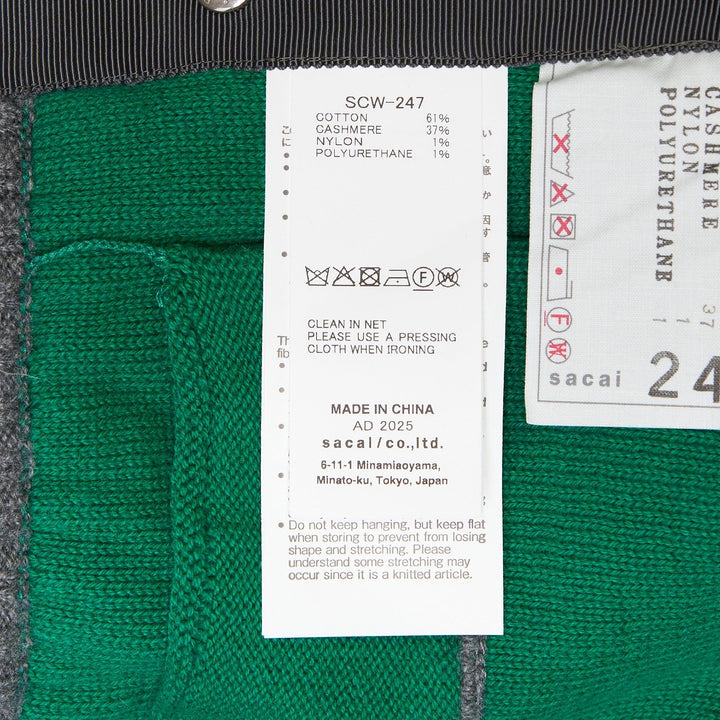 SCW-247
COTTON 61%
CASHMERE 37%
NYLON 1%
POLYURETHANE 1%
CLEAN IN NET
PLEASE USE A PRESSING
CLOTH WHEN IRONING
MADE IN CHINA
AD 2025
sacai/co.,ltd.
6-11-1 Minamiaoyama,
Minato-ku, Tokyo, Japan
• Do not keep hanging, but keep flat
when storing to prevent from losing
shape and stretching. Please
understand some stretching may
occur since it is a knitted article.
CASHMERE 37
NYLON 1
POLYURETHANE 1
sacai
24